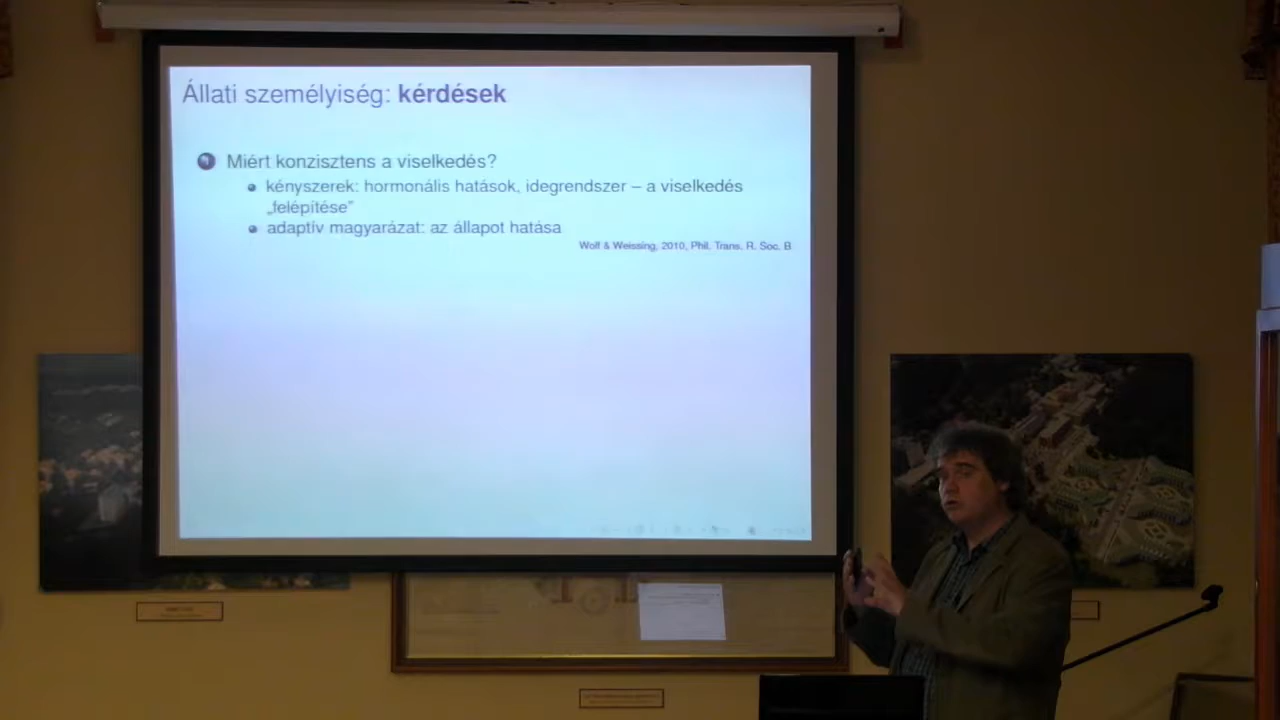 Állati személyiség: kérdések
1 Miért konzisztens a viselkedés?
kényszerek: hormonális hatások, idegrendszer – a viselkedés
„felépítése”
adaptív magyarázat: az állapot hatása
Wolf & Weissing, 2010, Phil. Trans. R. Soc. B